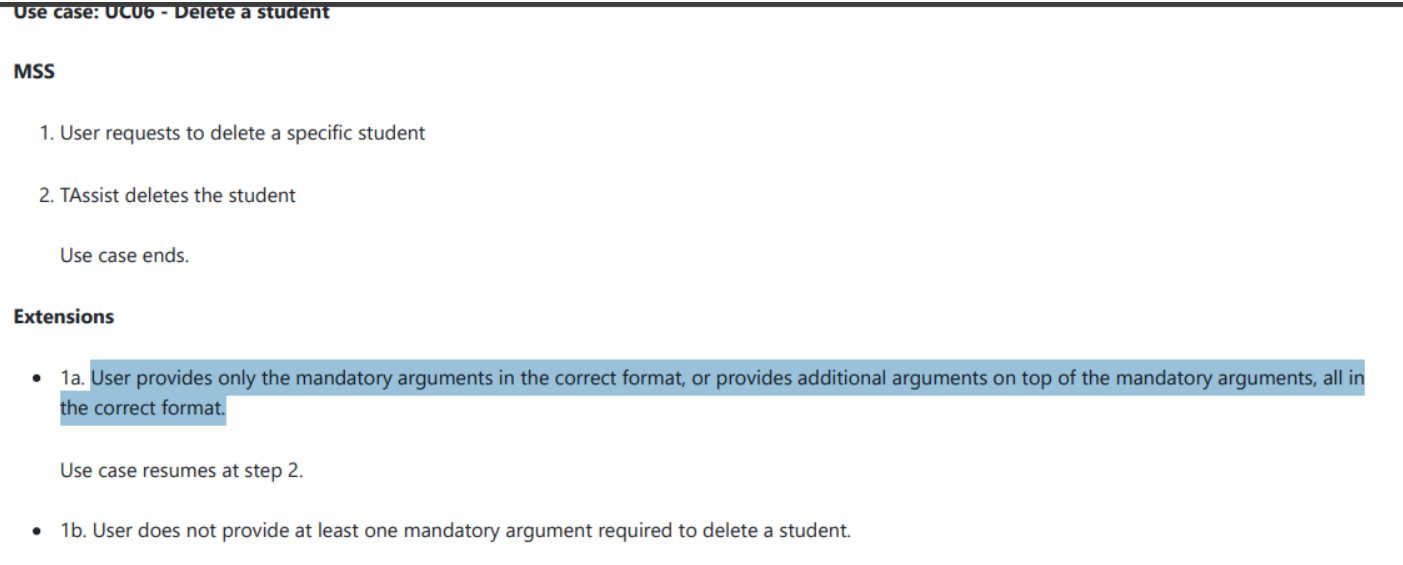 Use case: UC06 - Delete a student
MSS
1. User requests to delete a specific student
2. TAssist deletes the student
Use case ends.
Extensions
• 1a. User provides only the mandatory arguments in the correct format, or provides additional arguments on top of the mandatory arguments, all in
the correct format.
Use case resumes at step 2.
• 1b. User does not provide at least one mandatory argument required to delete a student.